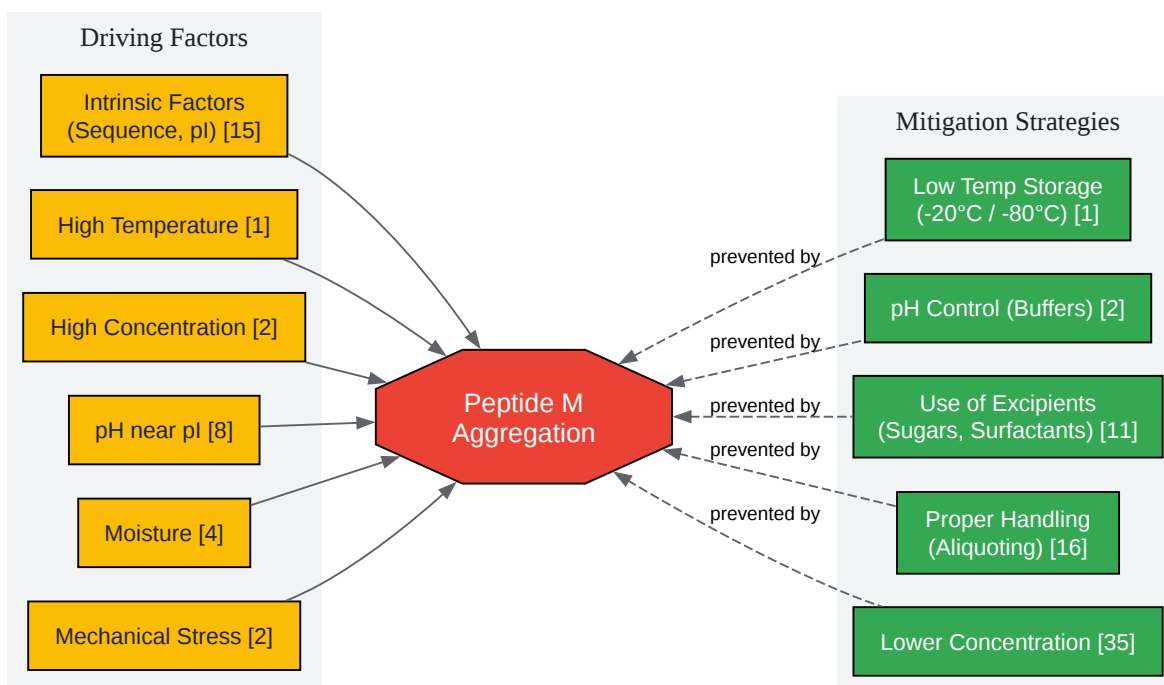 Driving Factors
Intrinsic Factors
(Sequence, pI) [15]
High Temperature [1]
High Concentration [2]
pH near pI [8]
Moisture [4]
Mechanical Stress [2]
Peptide M
Aggregation
prevented by
prevented by
prevented by
prevented by
prevented by
Mitigation Strategies
Low Temp Storage
(-20°C / -80°C) [1]
pH Control (Buffers) [2]
Use of Excipients
(Sugars, Surfactants) [11]
Proper Handling
(Aliquoting) [16]
Lower Concentration [35]